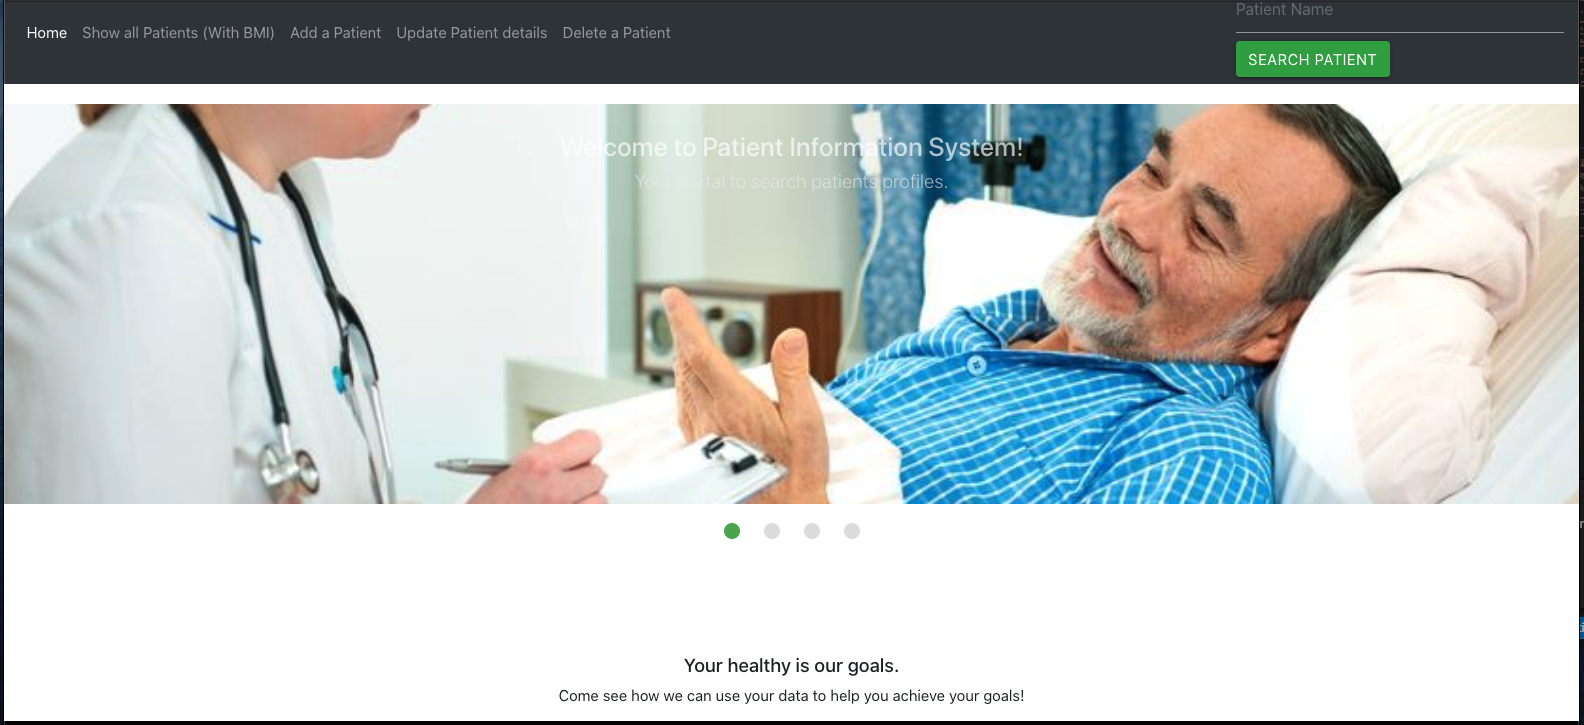 Patient Name
Home Show all Patients (With BMI) Add a Patient Update Patient details Delete a Patient
SEARCH PATIENT
Welcome to Patient Information System!
Your portal to search patients profiles.
Your healthy is our goals.
Come see how we can use your data to help you achieve your goals!